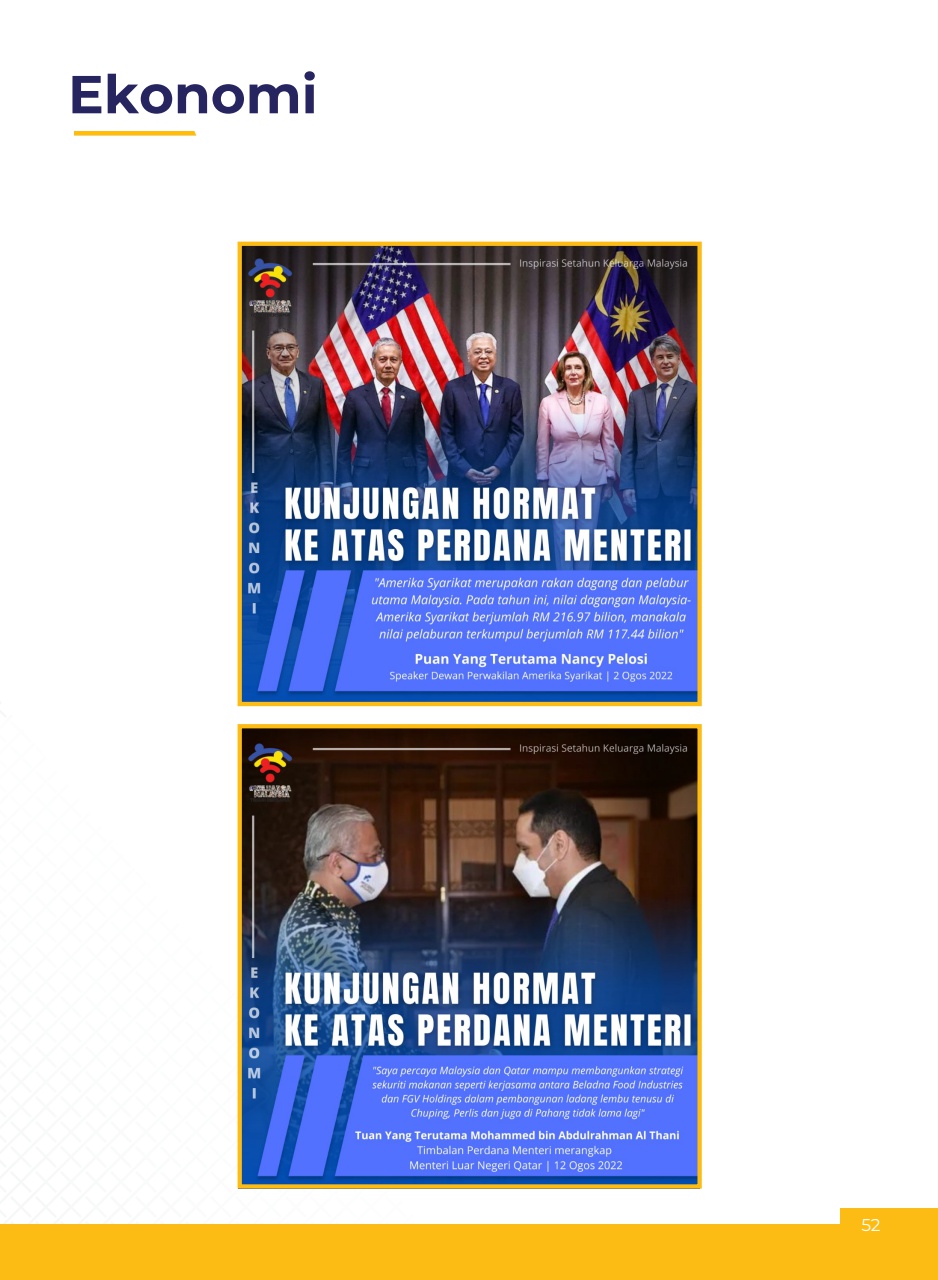 Ekonomi
Inspirasi Setahun Keluarga Malaysia
KELUARGA
MALAYSIA
EKONOMI
KUNJUNGAN HORMAT
KE ATAS PERDANA MENTERI
"Amerika Syarikat merupakan rakan dagang dan pelabur
utama Malaysia. Pada tahun ini, nilai dagangan Malaysia-
Amerika Syarikat berjumlah RM 216.97 bilion, manakala
nilai pelaburan terkumpul berjumlah RM 117.44 bilion"
Puan Yang Terutama Nancy Pelosi
Speaker Dewan Perwakilan Amerika Syarikat | 2 Ogos 2022
Inspirasi Setahun Keluarga Malaysia
KELUARGA
MALAYSIA
EKONOMI
KUNJUNGAN HORMAT
KE ATAS PERDANA MENTERI
"Saya percaya Malaysia dan Qatar mampu membangunkan strategi
sekuriti makanan seperti kerjasama antara Beladna Food Industries
dan FGV Holdings dalam pembangunan ladang lembu tenusu di
Chuping, Perlis dan juga di Pahang tidak lama lagi"
Tuan Yang Terutama Mohammed bin Abdulrahman Al Thani
Timbalan Perdana Menteri merangkap
Menteri Luar Negeri Qatar | 12 Ogos 2022
52